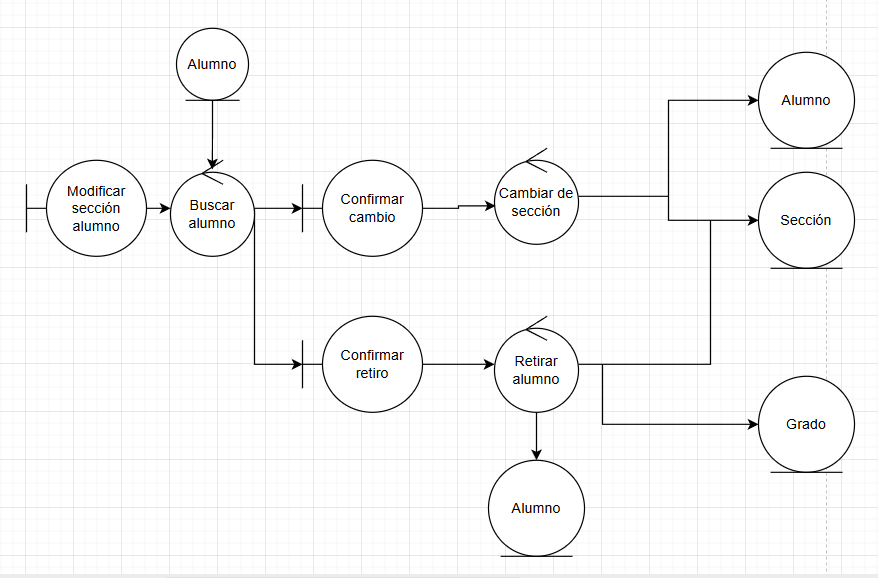 Alumno
Modificar
sección
alumno
Buscar
alumno
Confirmar
cambio
Cambiar de
sección
Alumno
Sección
Confirmar
retiro
Retirar
alumno
Grado
Alumno